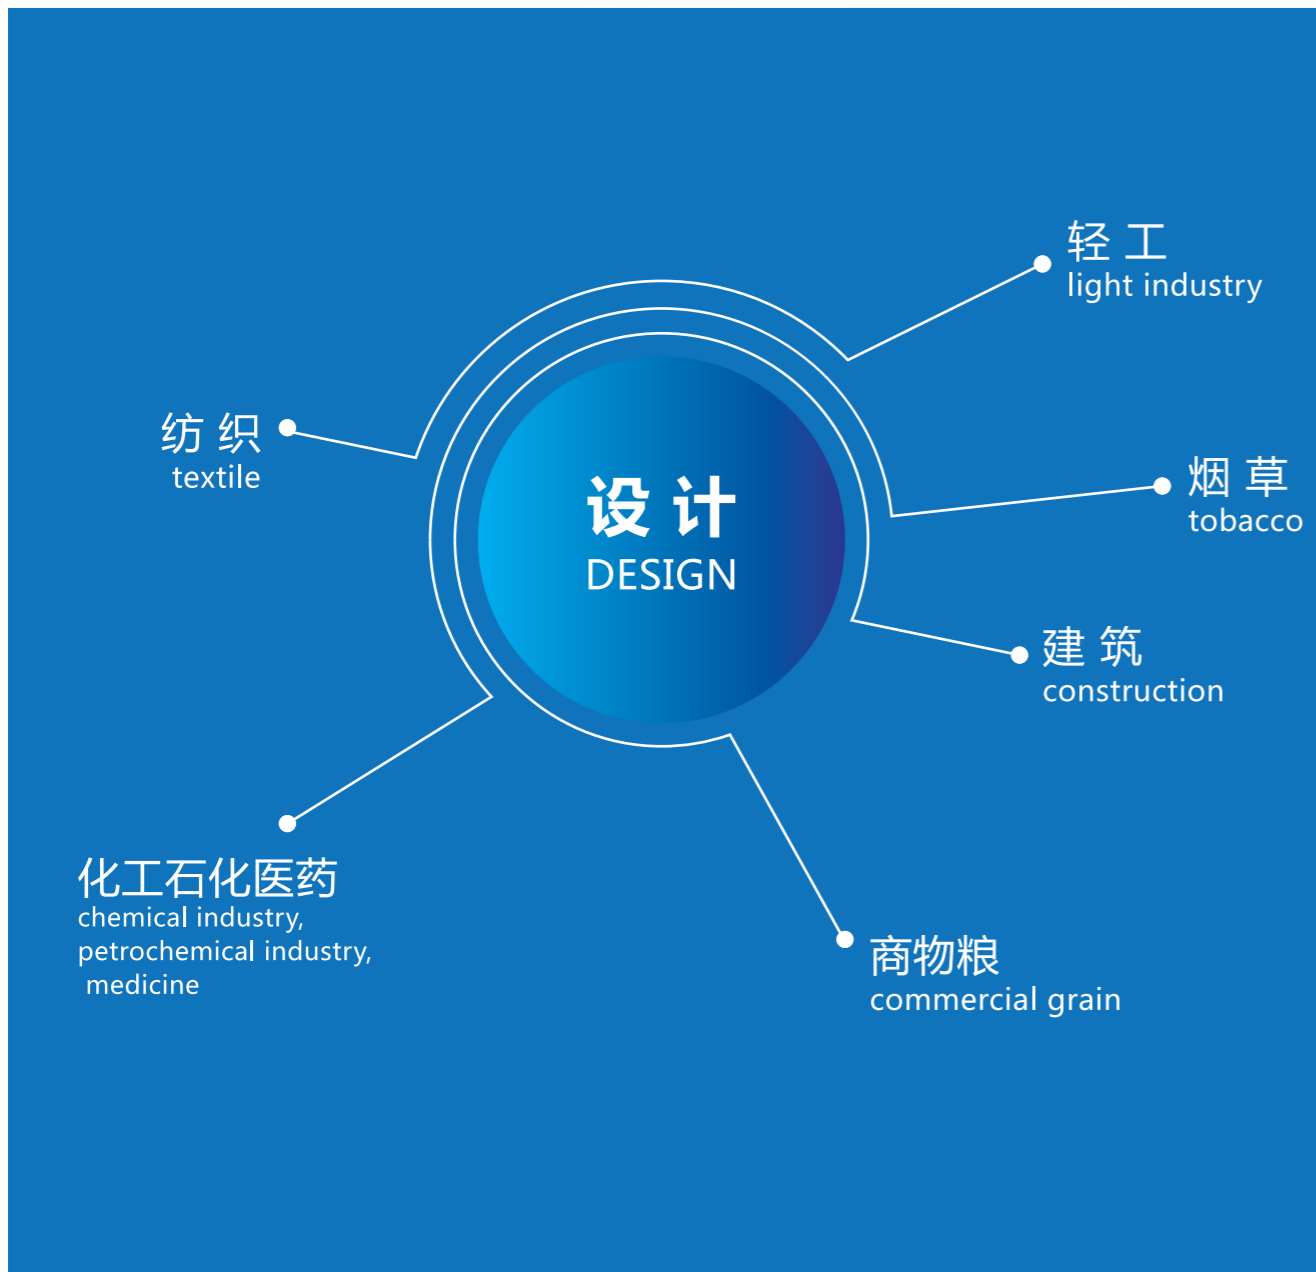 轻 工
light industry
纺 织
textile
烟 草
tobacco
设 计
DESIGN
建 筑
construction
化工石化医药
chemical industry,
petrochemical industry,
medicine
商物粮
commercial grain